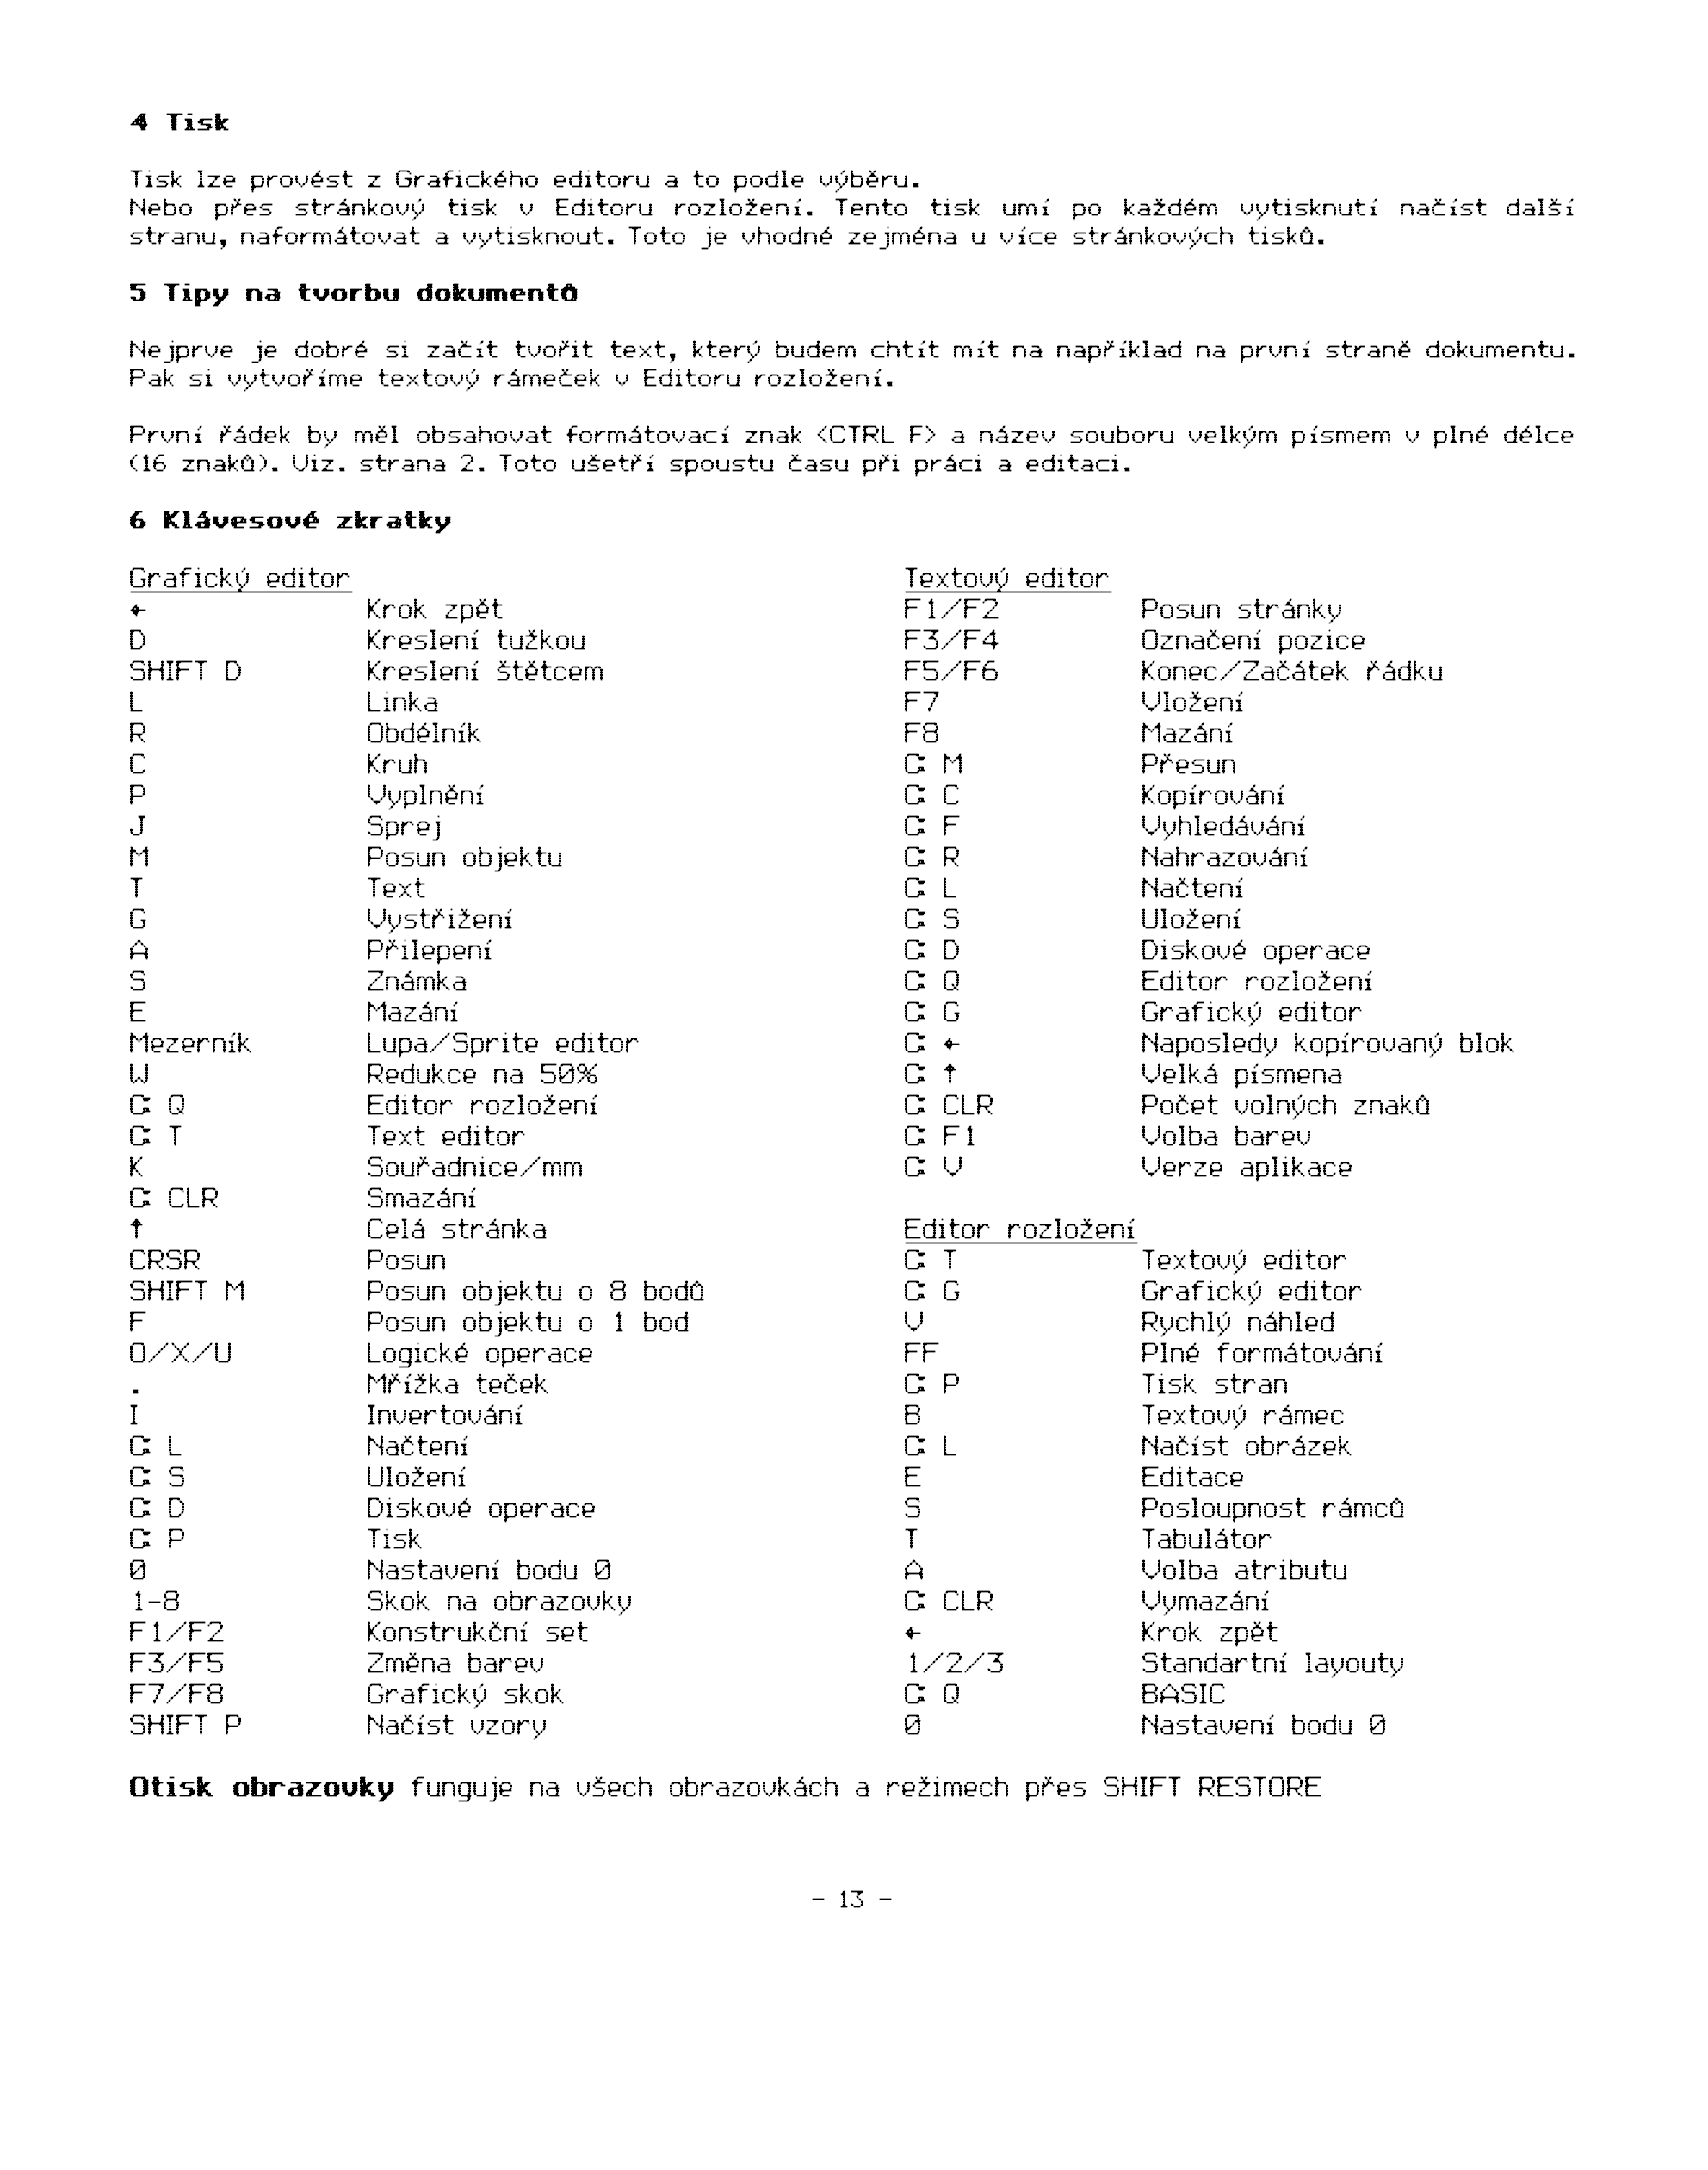 4 Tisk
Tisk lze provést z Grafického editoru a to podle výběru.
Nebo přes stránkový tisk v Editoru rozložení. Tento tisk umí po každém vytisknutí načíst další
stranu, naformátovat a vytisknout. Toto je vhodné zejména u více stránkových tisků.
5 Tipy na tvorbu dokumentů
Nejprve je dobré si začít tvořit text, který budem chtít mít na například na první straně dokumentu.
Pak si vytvoříme textový rámeček v Editoru rozložení.
První řádek by měl obsahovat formátovací znak <CTRL F> a název souboru velkým písmem v plné délce
(16 znaků). Viz. strana 2. Toto ušetří spoustu času při práci a editaci.
6 Klávesové zkratky
Grafický editor
← Krok zpět
D Kreslení tužkou
SHIFT D Kreslení štětcem
L Linka
R Obdélník
C Kruh
P Vyplnění
J Sprej
M Posun objektu
T Text
G Vystřižení
A Přilepení
S Známka
E Mazání
Mezerník Lupa/Sprite editor
W Redukce na 50%
C= Q Editor rozložení
C= T Text editor
K Souřadnice/mm
C= CLR Smazání
↑ Celá stránka
CRSR Posun
SHIFT M Posun objektu o 8 bodů
F Posun objektu o 1 bod
O/X/U Logické operace
. Mřížka teček
I Invertování
C= L Načtení
C= S Uložení
C= D Diskové operace
C= P Tisk
0 Nastavení bodu 0
1-8 Skok na obrazovky
F1/F2 Konstrukční set
F3/F5 Změna barev
F7/F8 Grafický skok
SHIFT P Načíst vzory
Textový editor
F1/F2 Posun stránky
F3/F4 Označení pozice
F5/F6 Konec/Začátek řádku
F7 Vložení
F8 Mazání
C= M Přesun
C= C Kopírování
C= F Vyhledávání
C= R Nahrazování
C= L Načtení
C= S Uložení
C= D Diskové operace
C= Q Editor rozložení
C= G Grafický editor
C= ← Naposledy kopírovaný blok
C= ↑ Velká písmena
C= CLR Počet volných znaků
C= F1 Volba barev
C= V Verze aplikace
Editor rozložení
C= T Textový editor
C= G Grafický editor
V Rychlý náhled
FF Plné formátování
C= P Tisk stran
B Textový rámec
C= L Načíst obrázek
E Editace
S Posloupnost rámců
T Tabulátor
A Volba atributu
C= CLR Vymazání
← Krok zpět
1/2/3 Standartní layouty
C= Q BASIC
0 Nastavení bodu 0
Otisk obrazovky funguje na všech obrazovkách a režimech přes SHIFT RESTORE
- 13 -